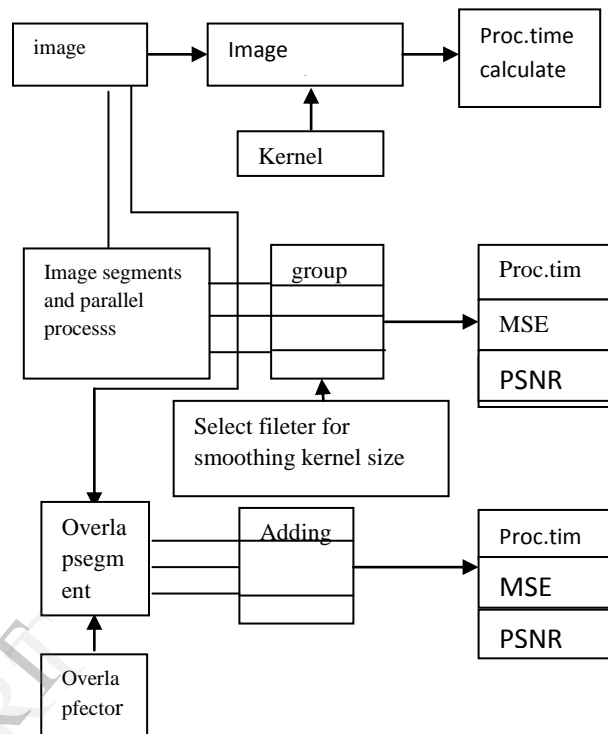 image
Image
Proc.time
calculate
Kernel
Image segments
and parallel
processs
group
Proc.tim
MSE
PSNR
Select fileter for
smoothing kernel size
Overla
psegm
ent
Adding
Proc.tim
MSE
PSNR
Overla
pfector